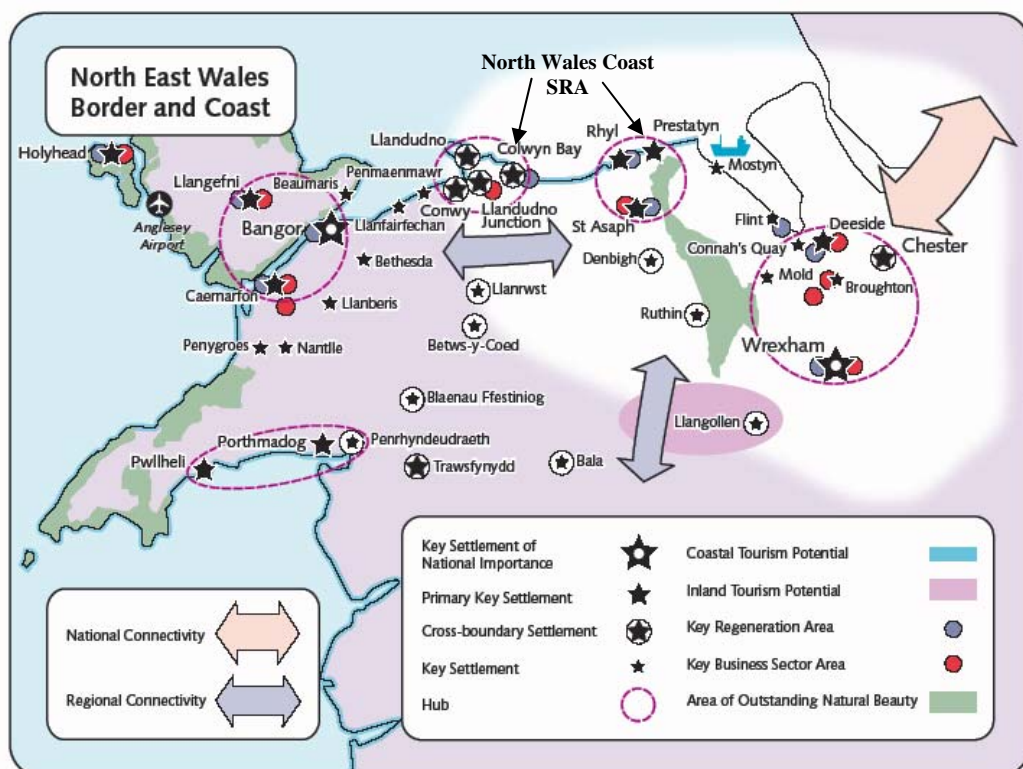 North East Wales
Border and Coast
North Wales Coast
SRA
Holyhead
Llangefni
Beaumaris
Penmaenmawr
Llandudno
Colwyn Bay
Rhyl
Prestatyn
Mostyn
Anglesey
Airport
Bangor
Llanfairfechan
Conwy
Llandudno
Junction
St Asaph
Flint
Deeside
Connah's Quay
Chester
Bethesda
Denbigh
Mold
Broughton
Caernarfon
Llanberis
Llanrwst
Ruthin
Penygroes
Nantlle
Betws-y-Coed
Wrexham
Blaenau Ffestiniog
Llangollen
Porthmadog
Penrhyndeudraeth
Pwllheli
Trawsfynydd
Bala
National Connectivity
Regional Connectivity
Key Settlement of
National Importance
Primary Key Settlement
Cross-boundary Settlement
Key Settlement
Hub
Coastal Tourism Potential
Inland Tourism Potential
Key Regeneration Area
Key Business Sector Area
Area of Outstanding Natural Beauty